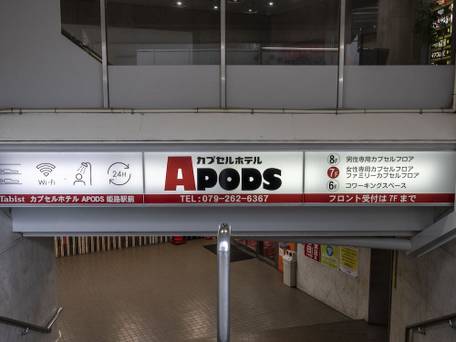 Wi-Fi
24H
Tabist カプセルホテル APODS 姫路駅前
カプセルホテル
APODS
TEL:079-262-6367
8F 男性専用カプセルフロア
7F 女性専用カプセルフロア
ファミリーカプセルフロア
6F コワーキングスペース
フロント受付は7Fまで